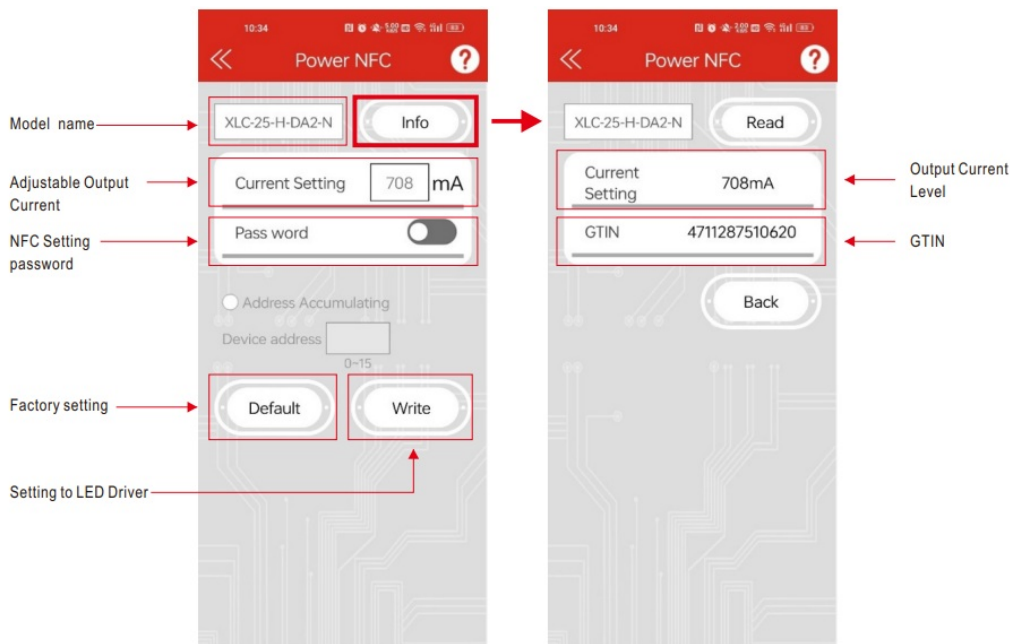 10:34
Power NFC
?
Model name
XLC-25-H-DA2-N
Info
Adjustable Output
Current
Current Setting
708
mA
NFC Setting
password
Pass word
Address Accumulating
Device address
0~15
Factory setting
Default
Write
Setting to LED Driver
10:34
Power NFC
?
XLC-25-H-DA2-N
Read
Current
Setting
708mA
Output Current
Level
GTIN
4711287510620
GTIN
Back